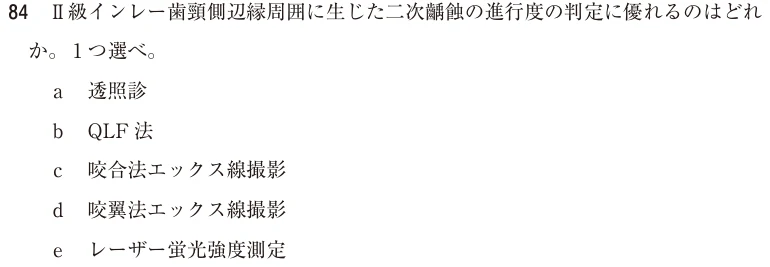 84 Ⅱ級インレー歯頸側辺縁周囲に生じた二次齲蝕の進行度の判定に優れるのはどれ
か。1つ選べ。
a 透照診
b QLF 法
c 咬合法エックス線撮影
d 咬翼法エックス線撮影
e レーザー蛍光強度測定